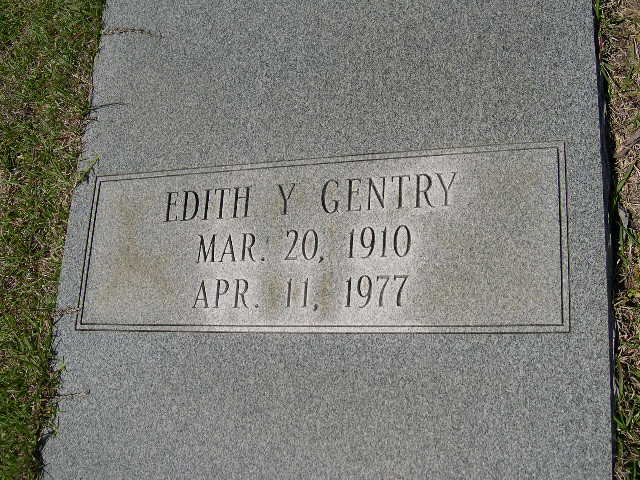 EDITH Y GENTRY
MAR. 20, 1910
APR. 11, 1977